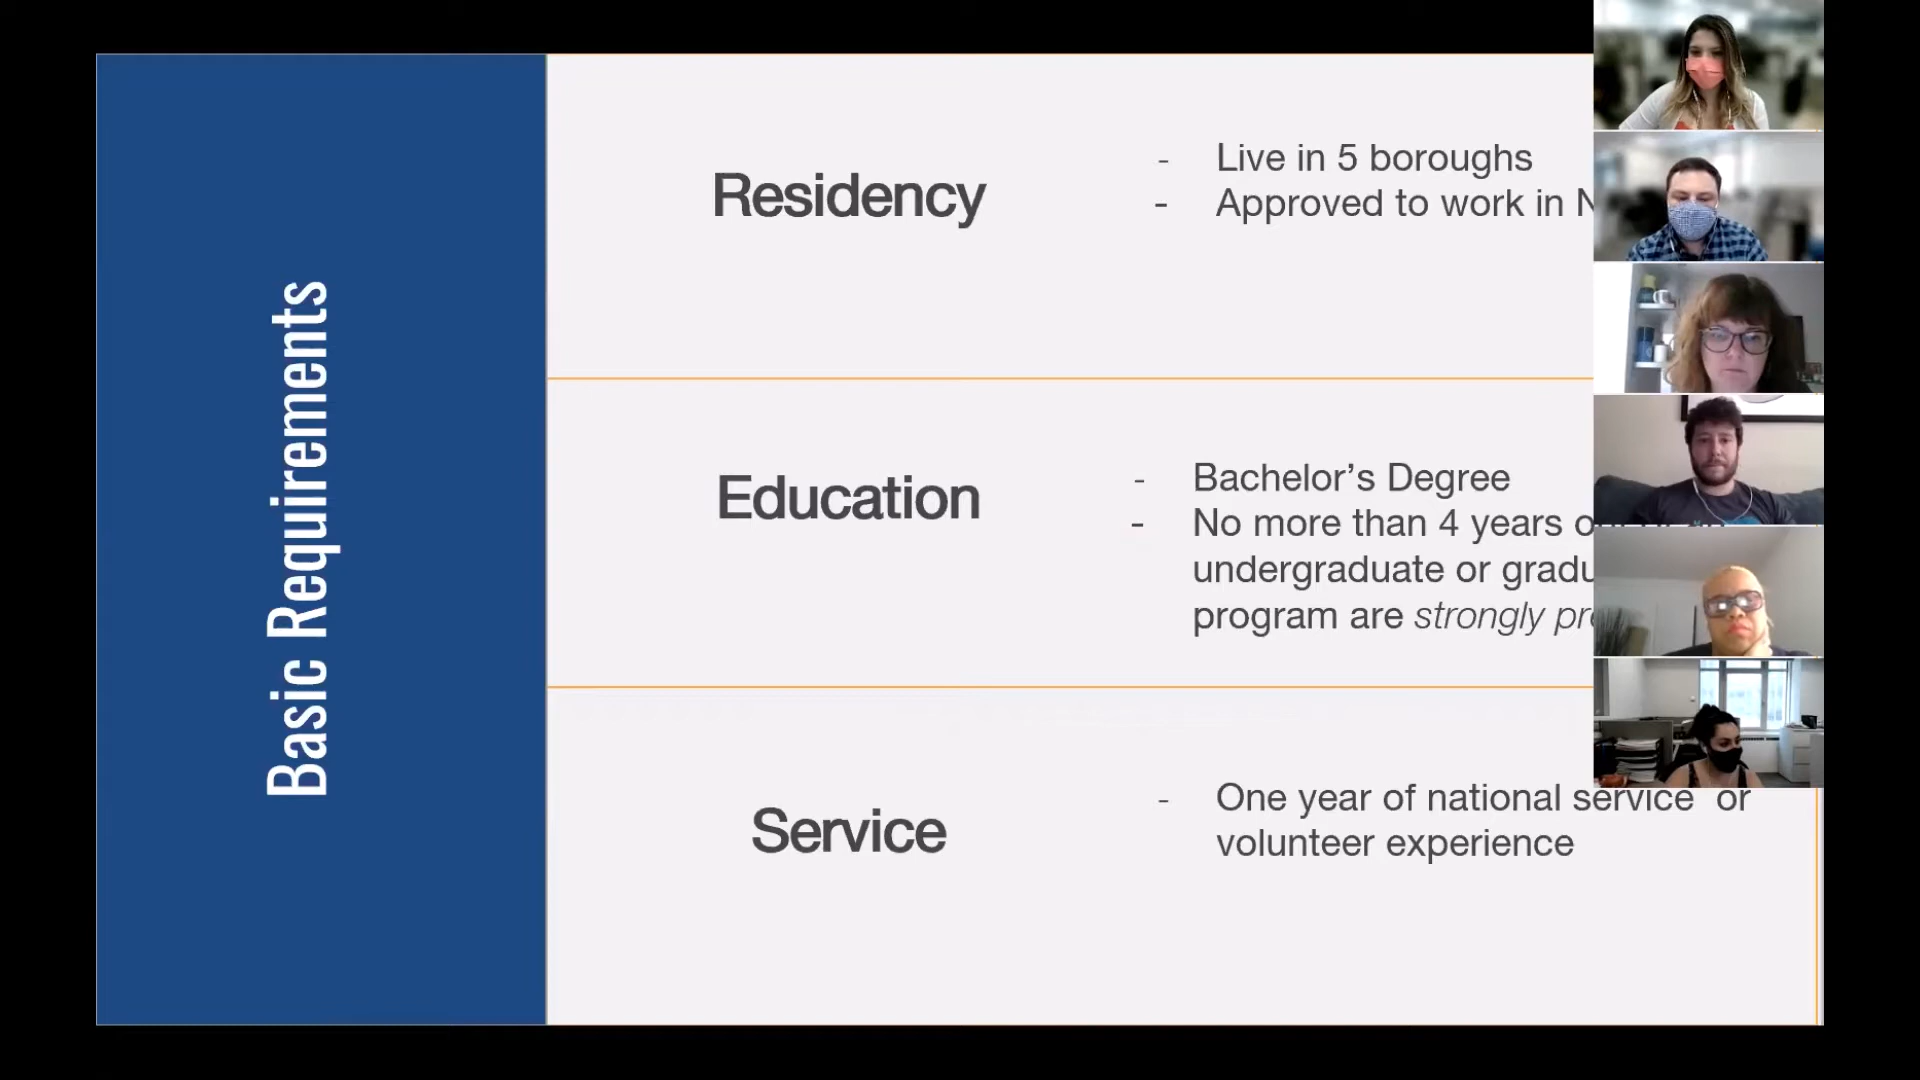 Basic Requirements
Residency
- Live in 5 boroughs
- Approved to work in
Education
- Bachelor’s Degree
- No more than 4 years
undergraduate or
program are strongly
Service
- One year of national service or
volunteer experience